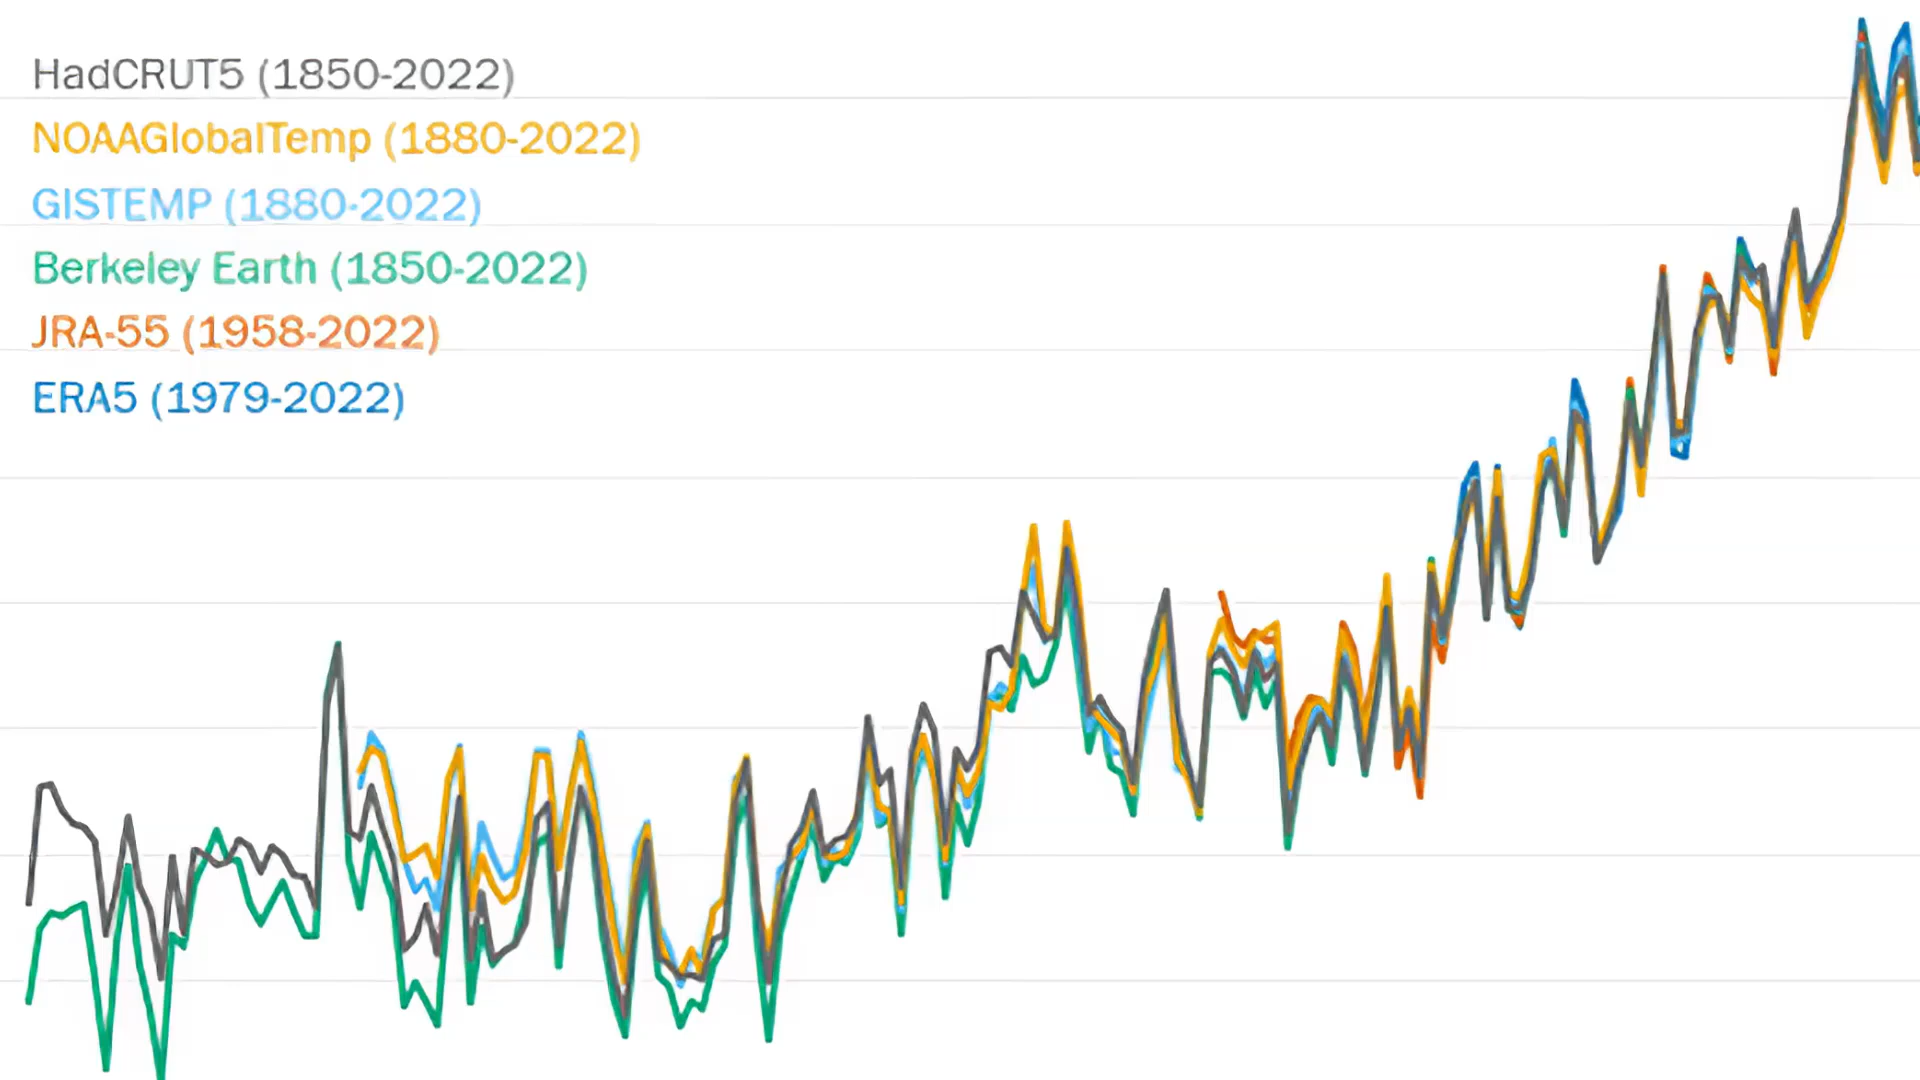 HadCRUT5 (1850-2022)
NOAAGlobalTemp (1880-2022)
GISTEMP (1880-2022)
Berkeley Earth (1850-2022)
JRA-55 (1958-2022)
ERA5 (1979-2022)